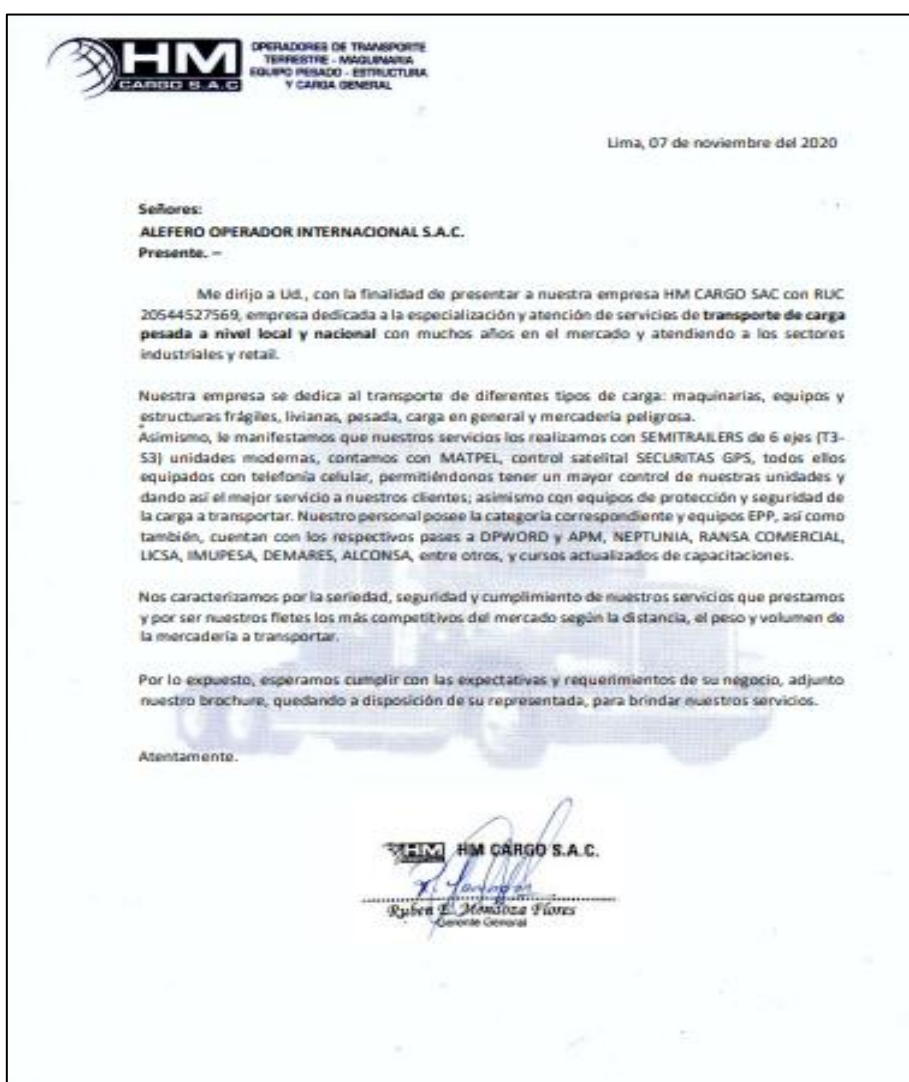 HM
CARGO S.A.C
OPERADORES DE TRANSPORTE
TERRESTRE - MAQUINARIA
EQUIPO PESADO - ESTRUCTURA
Y CARGA GENERAL
Lima, 07 de noviembre del 2020
Señores:
ALEFERO OPERADOR INTERNACIONAL S.A.C.
Presente. –
Me dirijo a Ud., con la finalidad de presentar a nuestra empresa HM CARGO SAC con RUC
20544527569, empresa dedicada a la especialización y atención de servicios de transporte de carga
pesada a nivel local y nacional con muchos años en el mercado y atendiendo a los sectores
industriales y retail.
Nuestra empresa se dedica al transporte de diferentes tipos de carga: maquinarias, equipos y
estructuras frágiles, livianas, pesada, carga en general y mercadería peligrosa.
Asimismo, le manifestamos que nuestros servicios los realizamos con SEMITRAILERS de 6 ejes (T3-
S3) unidades modernas, contamos con MATPEL, control satelital SECURITAS GPS, todos ellos
equipados con telefonía celular, permitiéndonos tener un mayor control de nuestras unidades y
dando así el mejor servicio a nuestros clientes; asimismo con equipos de protección y seguridad de
la carga a transportar. Nuestro personal posee la categoría correspondiente y equipos EPP, así como
también, cuentan con los respectivos pases a DPWORD y APM, NEPTUNIA, RANSA COMERCIAL,
LICSA, IMUPESA, DEMARES, ALCONSA, entre otros, y cursos actualizados de capacitaciones.
Nos caracterizamos por la seriedad, seguridad y cumplimiento de nuestros servicios que prestamos
y por ser nuestros fletes los más competitivos del mercado según la distancia, el peso y volumen de
la mercadería a transportar.
Por lo expuesto, esperamos cumplir con las expectativas y requerimientos de su negocio, adjunto
nuestro brochure, quedando a disposición de su representada, para brindar nuestros servicios.
Atentamente.
HM HM CARGO S.A.C.
Ruben E. Mendoza Flores
Gerente General